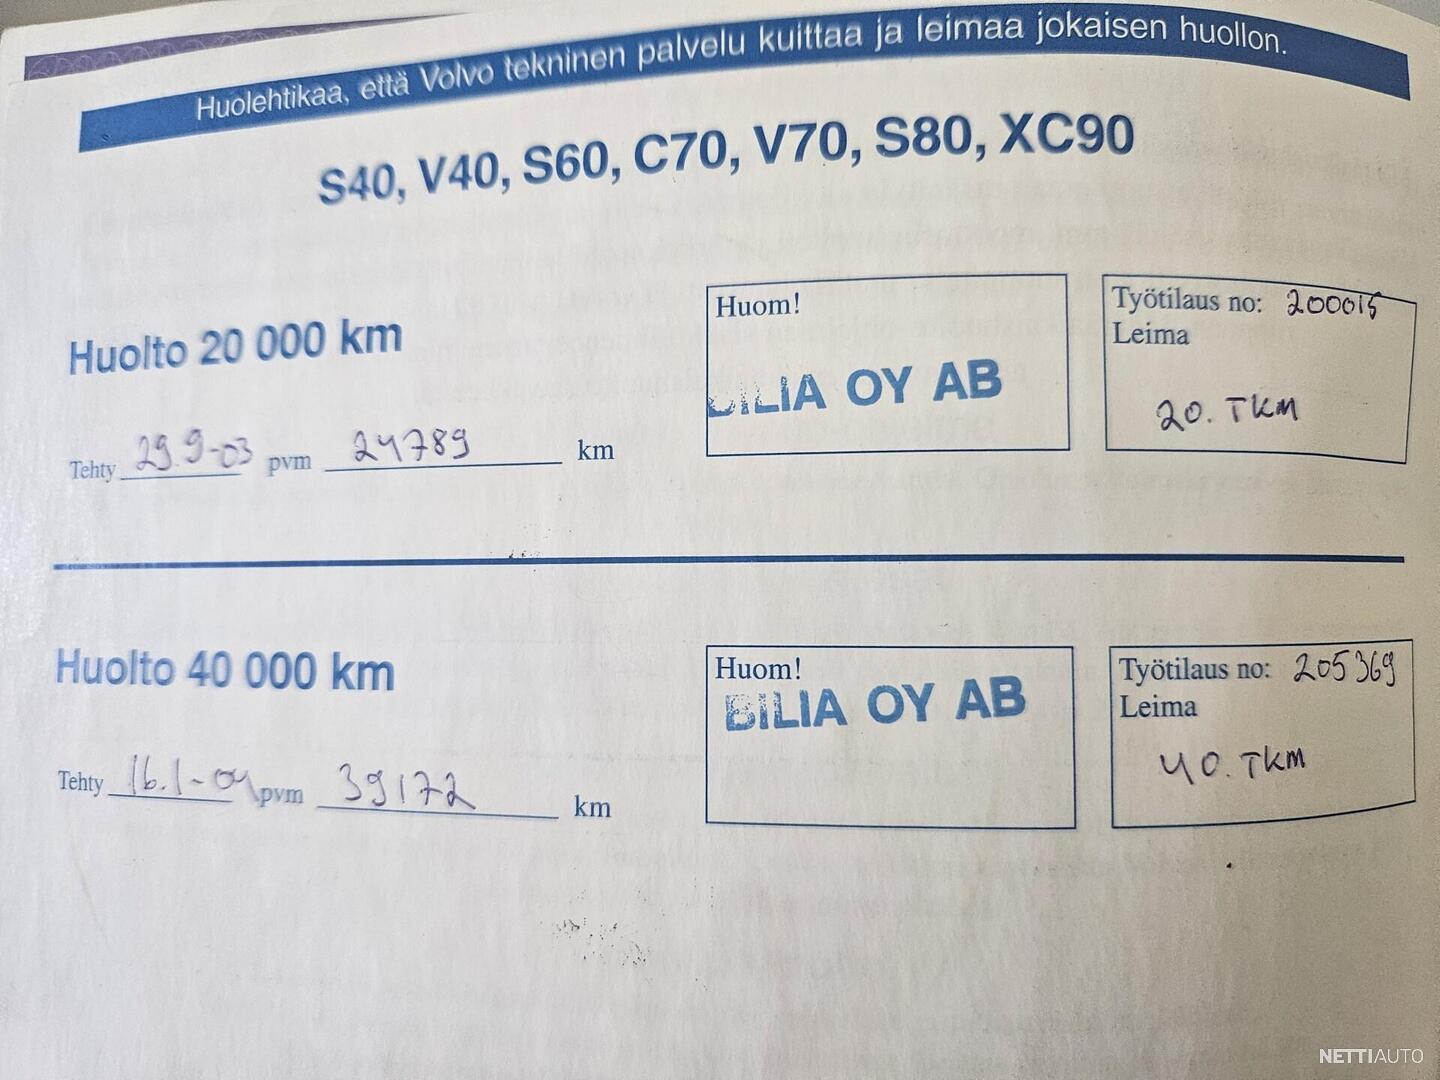 Huolehtikaa, että Volvo tekninen palvelu kuittaa ja leimaa jokaisen huollon.
S40, V40, S60, C70, V70, S80, XC90
Huolto 20 000 km
Huom!
BILIA OY AB
Työtilaus no: 200015
Leima
20. TKM
Tehty 29.9-03 pvm 24789 km
Huolto 40 000 km
Huom!
BILIA OY AB
Työtilaus no: 205369
Leima
40. TKM
Tehty 16.1-04 pvm 39172 km
NETTIAUTO